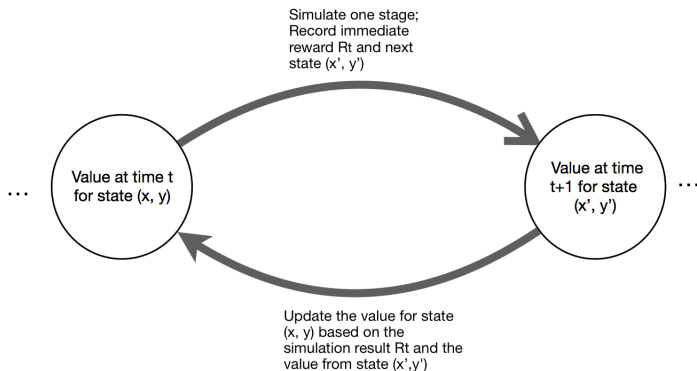 Simulate one stage;
Record immediate
reward Rt and next
state (x’, y’)
Value at time t
for state (x, y)
Value at time
t+1 for state
(x’, y’)
...
...
Update the value for state
(x, y) based on the
simulation result Rt and the
value from state (x’,y')